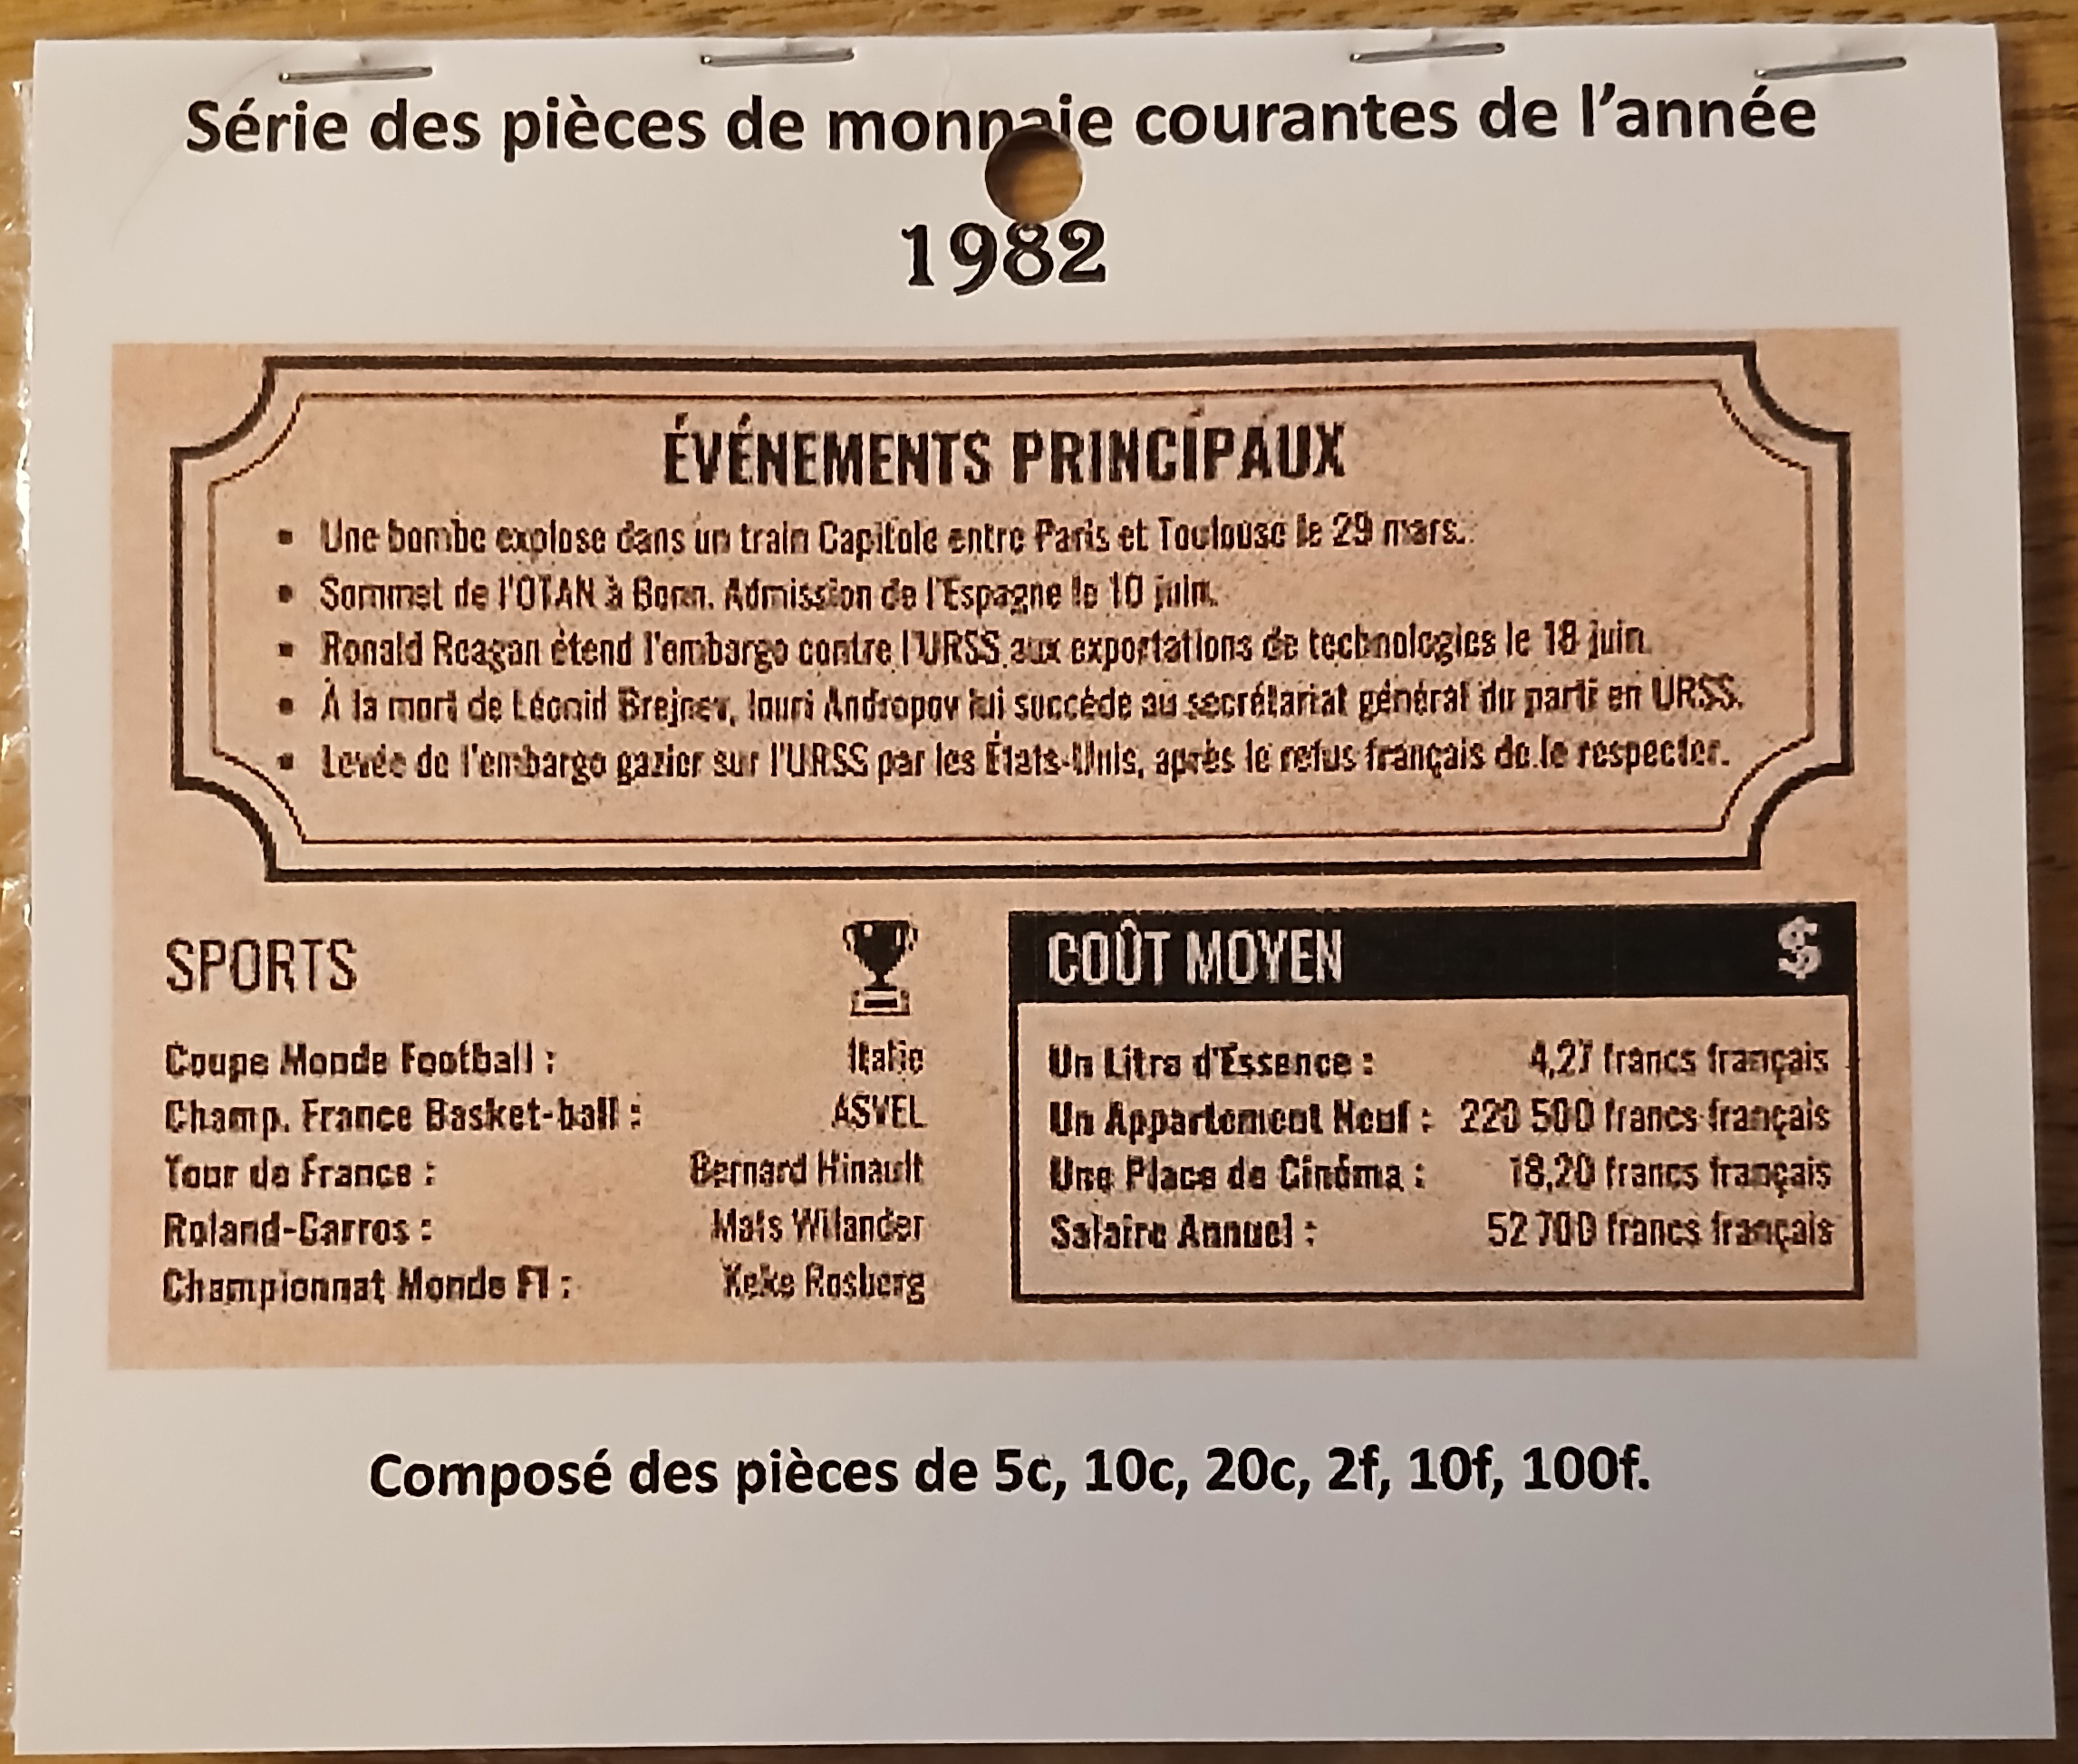 Série des pièces de monnaie courantes de l'année
1982
ÉVÉNEMENTS PRINCIPAUX
• Une bombe explose dans un train Capitole entre Paris et Toulouse le 29 mars.
• Sommet de l'OTAN à Bonn. Admission de l'Espagne le 10 juin.
• Ronald Reagan étend l'embargo contre l'URSS aux exportations de technologies le 18 juin.
• À la mort de Léonid Brejnev, Iouri Andropov lui succède au secrétariat général du parti en URSS.
• Levée de l'embargo gazier sur l'URSS par les États-Unis, après le refus français de le respecter.
SPORTS
Coupe Monde Football : Italie
Champ. France Basket-ball : ASVEL
Tour de France : Bernard Hinault
Roland-Garros : Mats Wilander
Championnat Monde F1 : Keke Rosberg
COÛT MOYEN $
Un Litre d'Essence : 4,27 francs français
Un Appartement Neuf : 220 500 francs français
Une Place de Cinéma : 18,20 francs français
Salaire Annuel : 52 700 francs français
Composé des pièces de 5c, 10c, 20c, 2f, 10f, 100f.